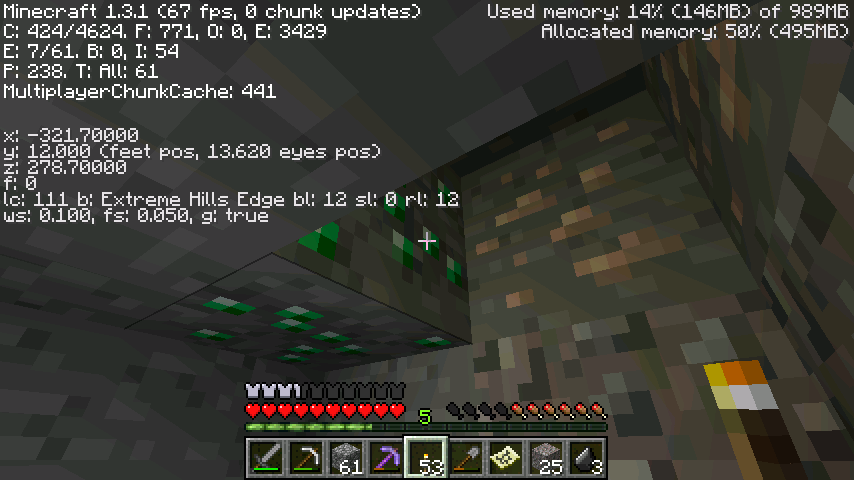 Minecraft 1.3.1 (67 fps, 0 chunk updates)
C: 424/4624. F: 771, O: 0, E: 3429
E: 7/61. B: 0, I: 54
P: 238. T: All: 61
MultiplayerChunkCache: 441
Used memory: 14% (146MB) of 989MB
Allocated memory: 50% (495MB)
x: -321.70000
y: 12.000 (feet pos, 13.620 eyes pos)
z: 278.70000
f: 0
lc: 111 b: Extreme Hills Edge bl: 12 sl: 0 rl: 12
ws: 0.100, fs: 0.050, g: true
5
61 53 25 3